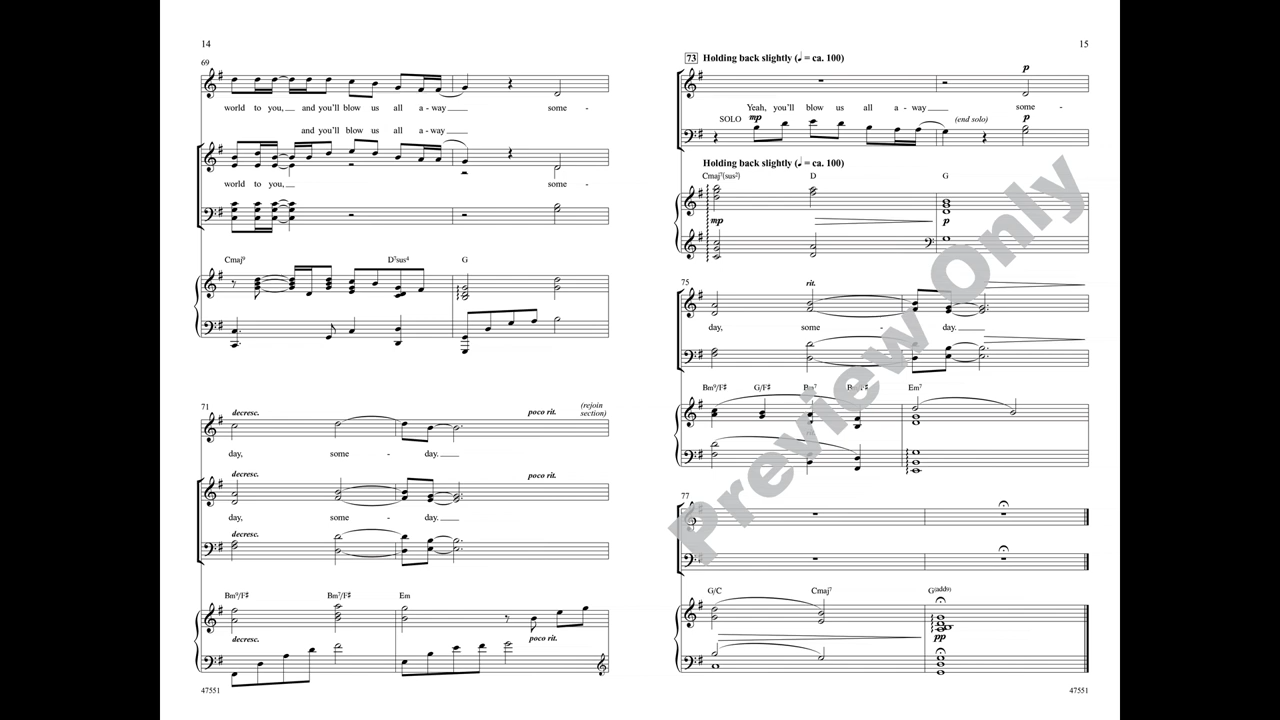 14
69
world to you, and you'll blow us all a - way some -
and you'll blow us all a - way
world to you, some -
Cmaj⁹ D⁷sus⁴ G
71
decresc. poco rit. (rejoin section)
day, some - day.
decresc. poco rit.
day, some - day.
decresc.
Bm⁹/F♯ Bm⁷/F♯ Em
decresc. poco rit.
47551
15
73 Holding back slightly (♩ = ca. 100)
p
Yeah, you'll blow us all a - way some -
SOLO mp (end solo) p
Holding back slightly (♩ = ca. 100)
Cmaj⁷(sus²) D G
mp p
75
rit.
day, some - day.
Bm⁹/F♯ G/F♯ Bm⁷ Em⁷
77
G/C Cmaj⁷ G(add9)
pp
47551
Preview Only